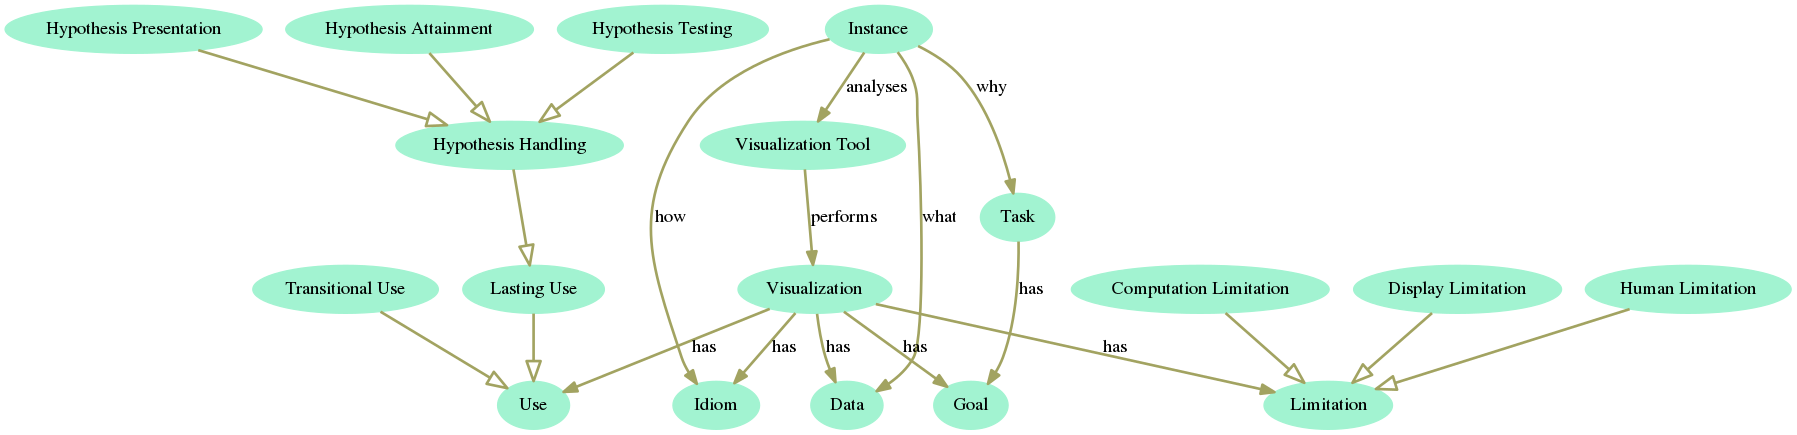 Hypothesis Presentation
Hypothesis Attainment
Hypothesis Testing
Instance
analyses
why
Hypothesis Handling
Visualization Tool
how
performs
what
Task
Transitional Use
Lasting Use
Visualization
has
Computation Limitation
Display Limitation
Human Limitation
has
has
has
has
has
Use
Idiom
Data
Goal
Limitation